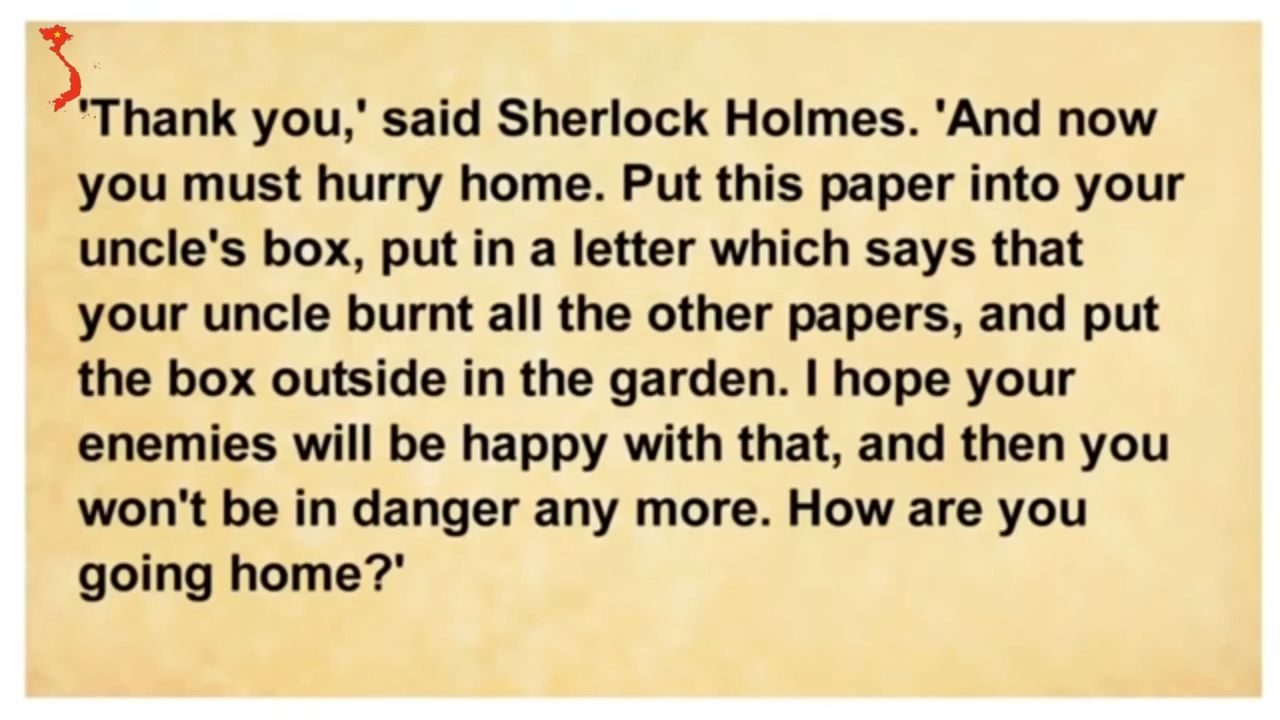 'Thank you,' said Sherlock Holmes. 'And now
you must hurry home. Put this paper into your
uncle's box, put in a letter which says that
your uncle burnt all the other papers, and put
the box outside in the garden. I hope your
enemies will be happy with that, and then you
won't be in danger any more. How are you
going home?'